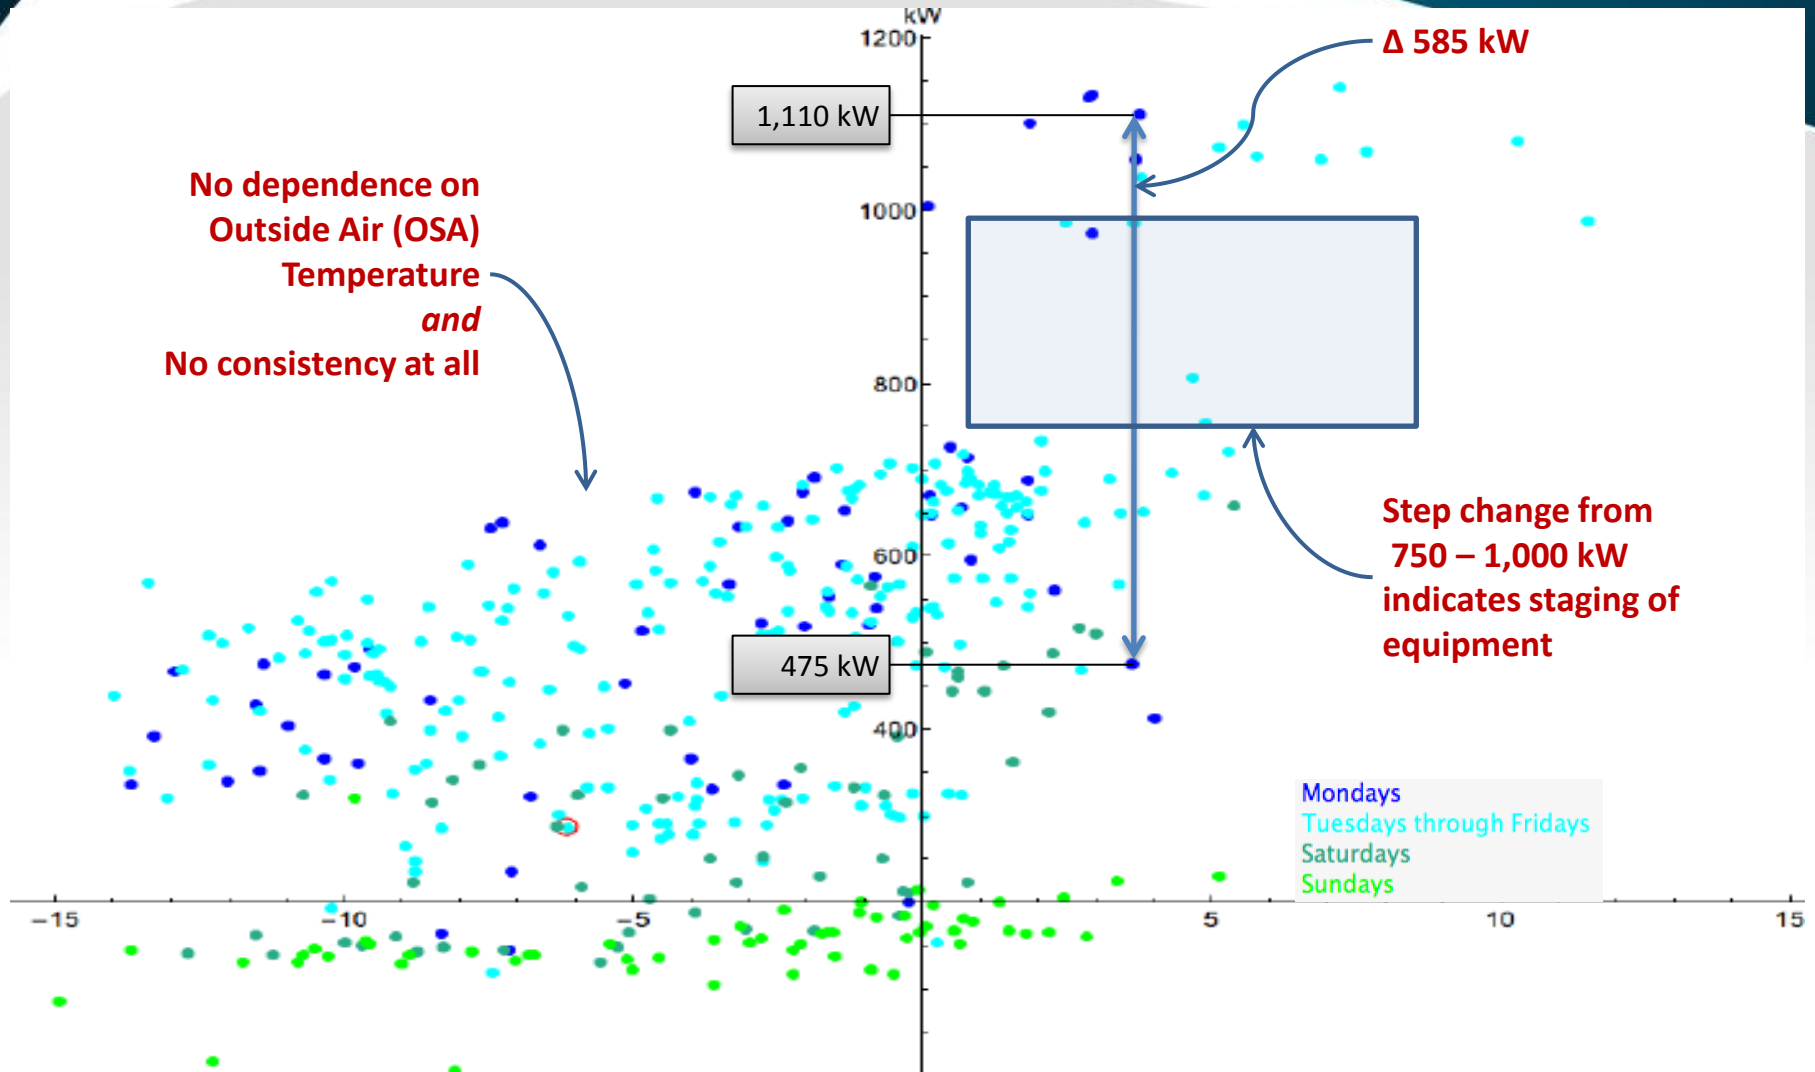 kW
1200
Δ 585 kW
1,110 kW
No dependence on
Outside Air (OSA)
Temperature
and
No consistency at all
1000
800
Step change from
750 – 1,000 kW
indicates staging of
equipment
600
475 kW
400
Mondays
Tuesdays through Fridays
Saturdays
Sundays
−15 −10 −5 5 10 15